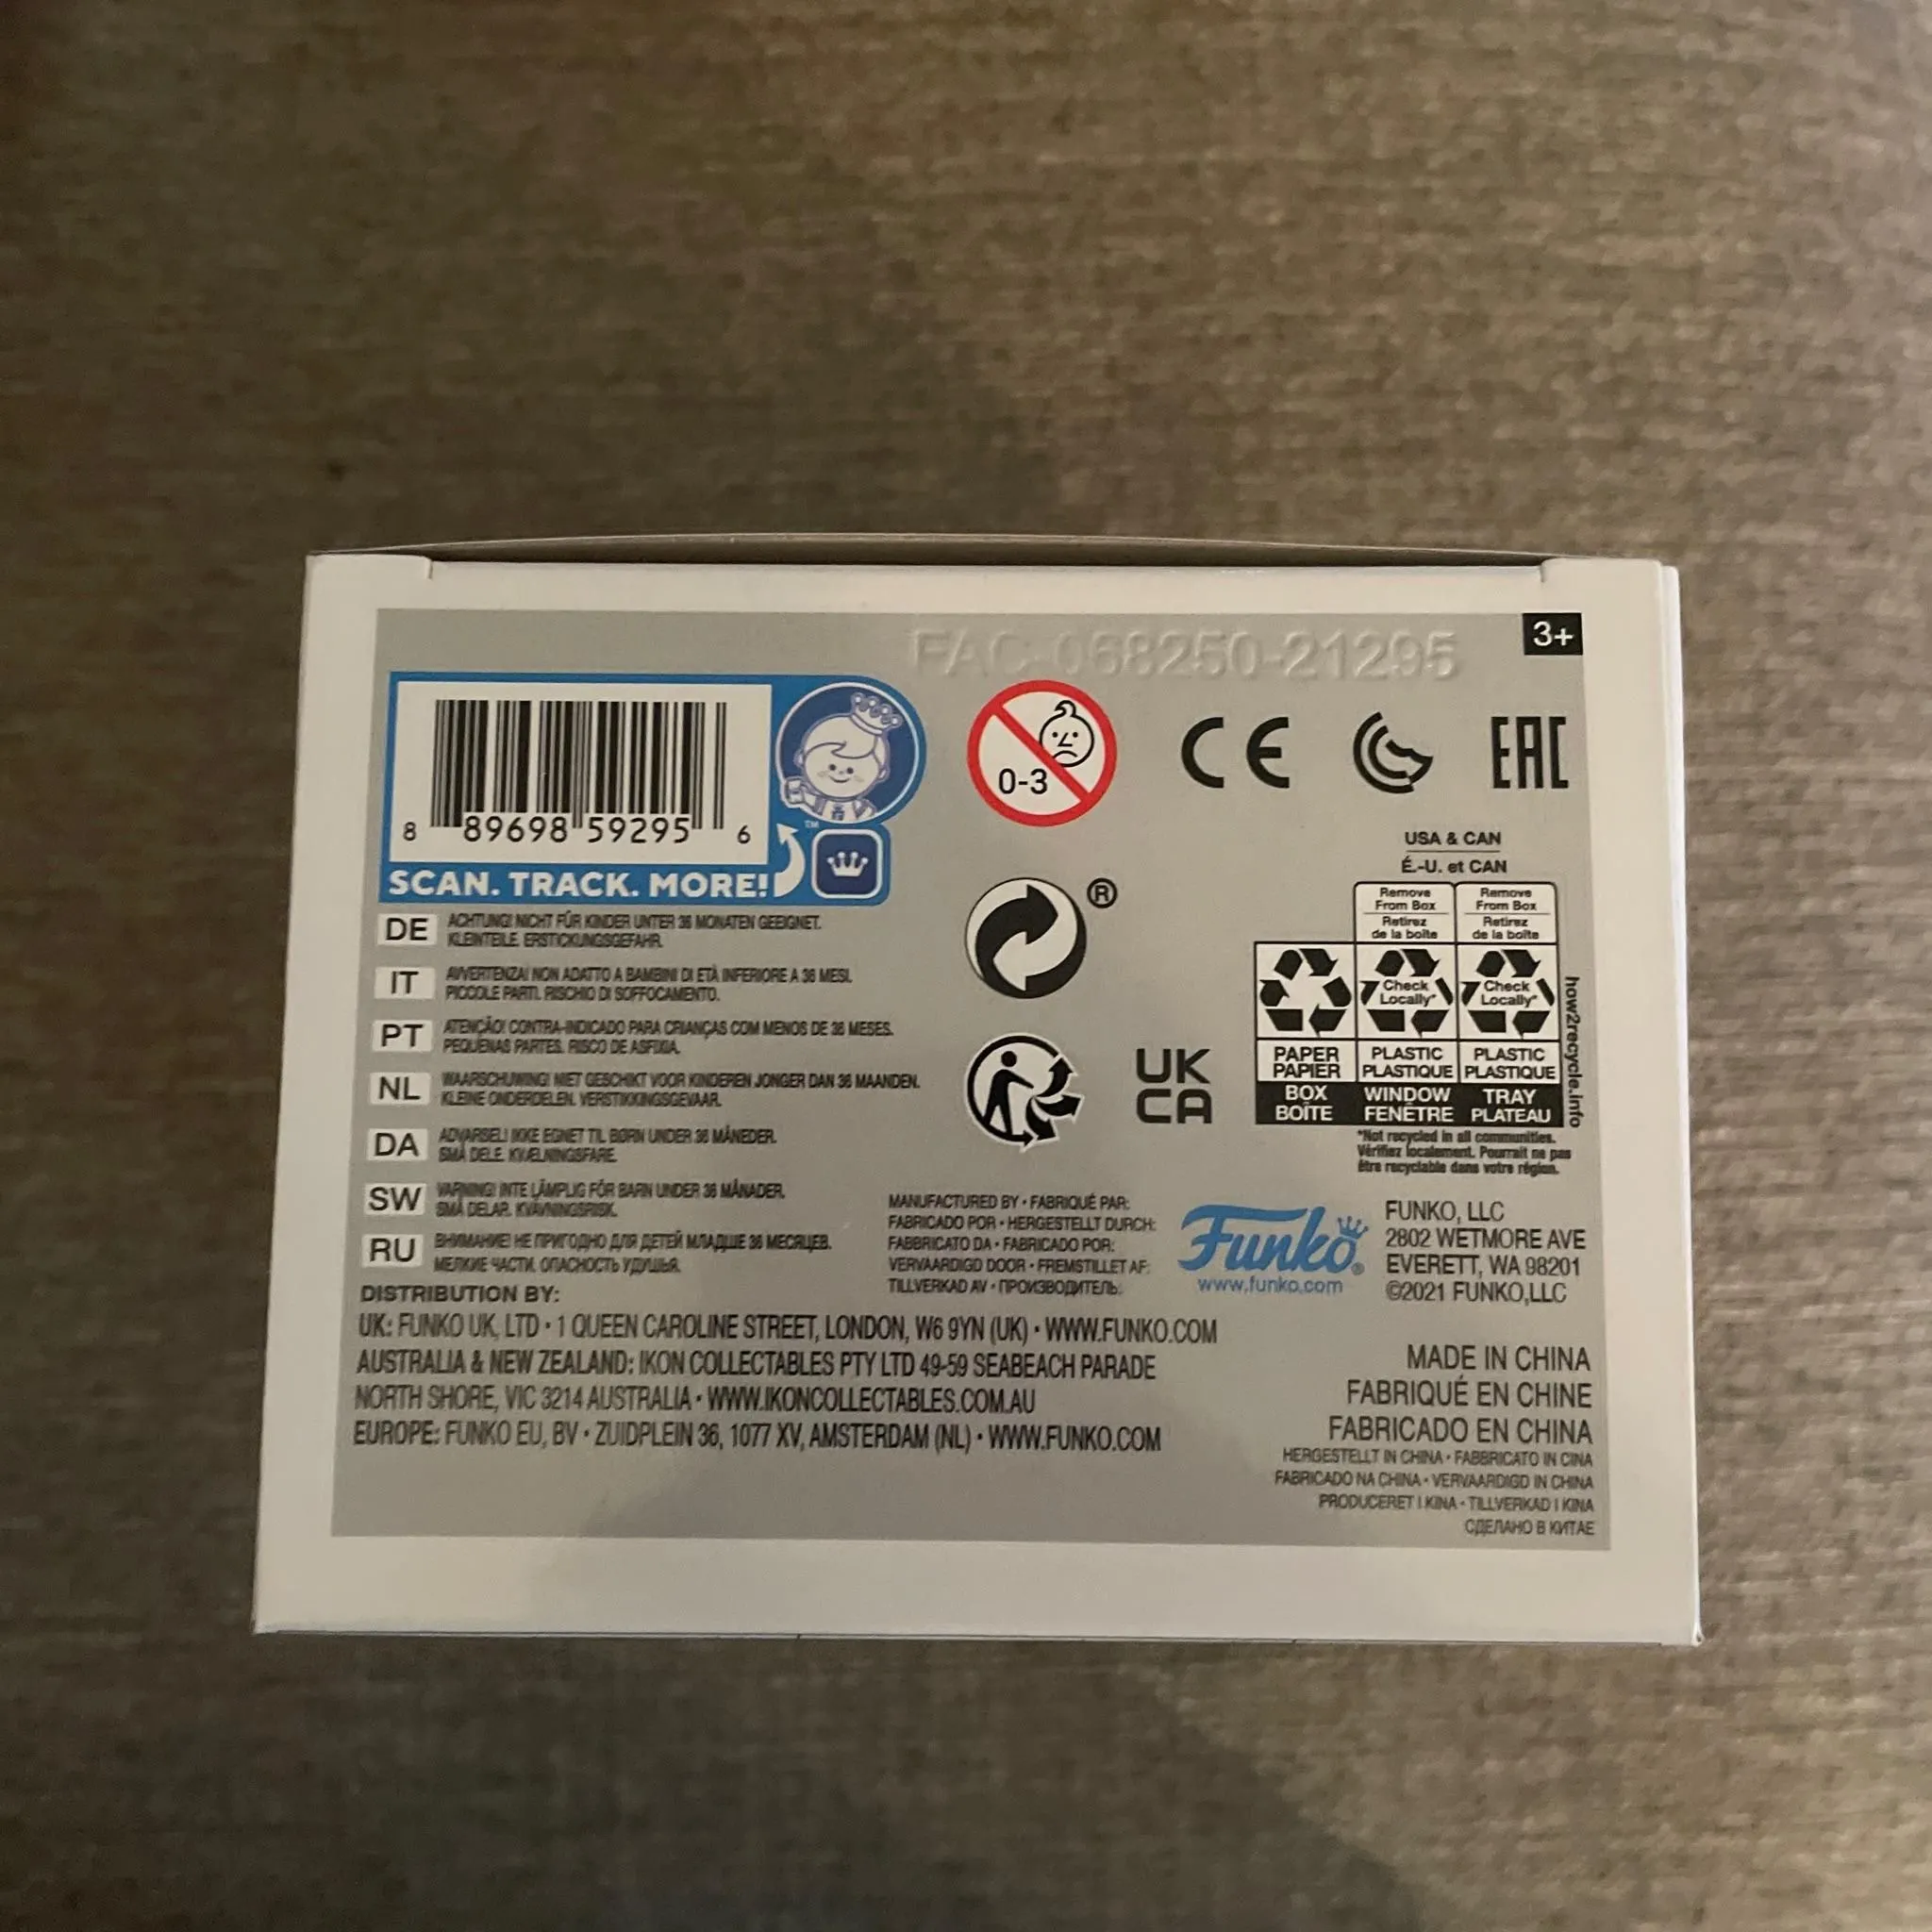 FAC-068250-21295
3+
8 89698 59295 6
™
SCAN. TRACK. MORE!
0-3
CE
EAC
USA & CAN
É.-U. et CAN
Remove From Box
Retirez de la boîte
Remove From Box
Retirez de la boîte
Check Locally*
Check Locally*
PAPER PAPIER
PLASTIC PLASTIQUE
PLASTIC PLASTIQUE
BOX BOÎTE
WINDOW FENÊTRE
TRAY PLATEAU
how2recycle.info
*Not recycled in all communities.
Vérifiez localement. Pourrait ne pas
être recyclable dans votre région.
®
UK
CA
DE ACHTUNG! NICHT FÜR KINDER UNTER 36 MONATEN GEEIGNET.
KLEINTEILE. ERSTICKUNGSGEFAHR.
IT AVVERTENZA! NON ADATTO A BAMBINI DI ETÀ INFERIORE A 36 MESI.
PICCOLE PARTI. RISCHIO DI SOFFOCAMENTO.
PT ATENÇÃO! CONTRA-INDICADO PARA CRIANÇAS COM MENOS DE 36 MESES.
PEQUENAS PARTES. RISCO DE ASFIXIA.
NL WAARSCHUWING! NIET GESCHIKT VOOR KINDEREN JONGER DAN 36 MAANDEN.
KLEINE ONDERDELEN. VERSTIKKINGSGEVAAR.
DA ADVARSEL! IKKE EGNET TIL BØRN UNDER 36 MÅNEDER.
SMÅ DELE. KVÆLNINGSFARE.
SW VARNING! INTE LÄMPLIG FÖR BARN UNDER 36 MÅNADER.
SMÅ DELAR. KVÄVNINGSRISK.
RU ВНИМАНИЕ! НЕ ПРИГОДНО ДЛЯ ДЕТЕЙ МЛАДШЕ 36 МЕСЯЦЕВ.
МЕЛКИЕ ЧАСТИ. ОПАСНОСТЬ УДУШЬЯ.
MANUFACTURED BY • FABRIQUÉ PAR:
FABRICADO POR • HERGESTELLT DURCH:
FABBRICATO DA • FABRICADO POR:
VERVAARDIGD DOOR • FREMSTILLET AF:
TILLVERKAD AV • ПРОИЗВОДИТЕЛЬ:
Funko®
www.funko.com
FUNKO, LLC
2802 WETMORE AVE
EVERETT, WA 98201
©2021 FUNKO,LLC
DISTRIBUTION BY:
UK: FUNKO UK, LTD • 1 QUEEN CAROLINE STREET, LONDON, W6 9YN (UK) • WWW.FUNKO.COM
AUSTRALIA & NEW ZEALAND: IKON COLLECTABLES PTY LTD 49-59 SEABEACH PARADE
NORTH SHORE, VIC 3214 AUSTRALIA • WWW.IKONCOLLECTABLES.COM.AU
EUROPE: FUNKO EU, BV • ZUIDPLEIN 36, 1077 XV, AMSTERDAM (NL) • WWW.FUNKO.COM
MADE IN CHINA
FABRIQUÉ EN CHINE
FABRICADO EN CHINA
HERGESTELLT IN CHINA • FABBRICATO IN CINA
FABRICADO NA CHINA • VERVAARDIGD IN CHINA
PRODUCERET I KINA • TILLVERKAD I KINA
СДЕЛАНО В КИТАЕ